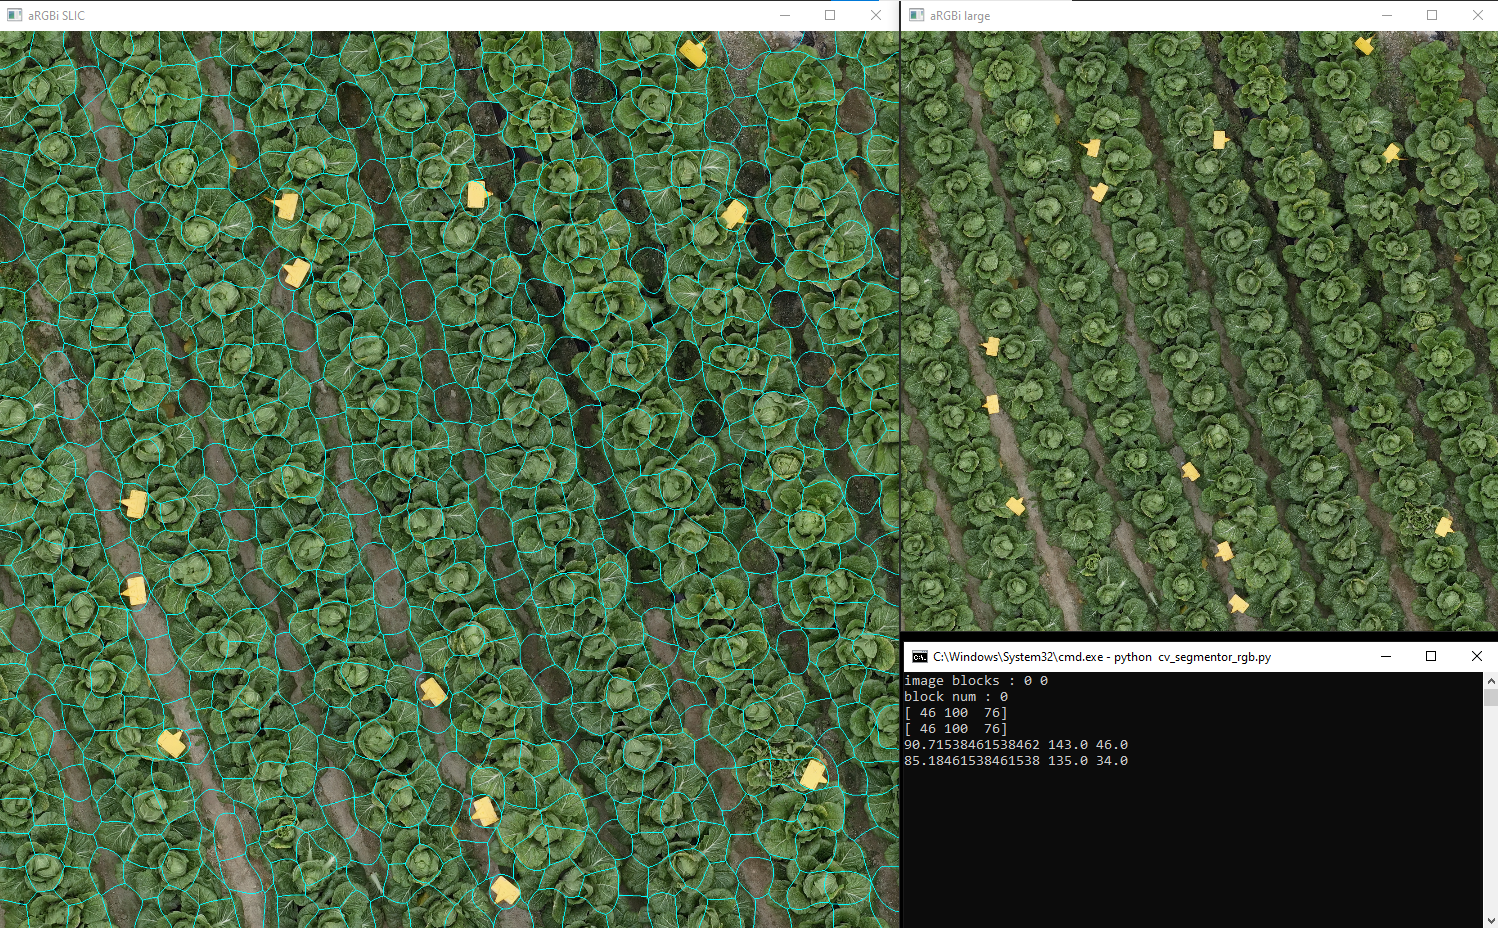 aRGBi SLIC
aRGBi large
C:\Windows\System32\cmd.exe - python  cv_segmentor_rgb.py
image blocks : 0 0
block num : 0
[ 46 100  76]
[ 46 100  76]
90.71538461538462 143.0 46.0
85.18461538461538 135.0 34.0